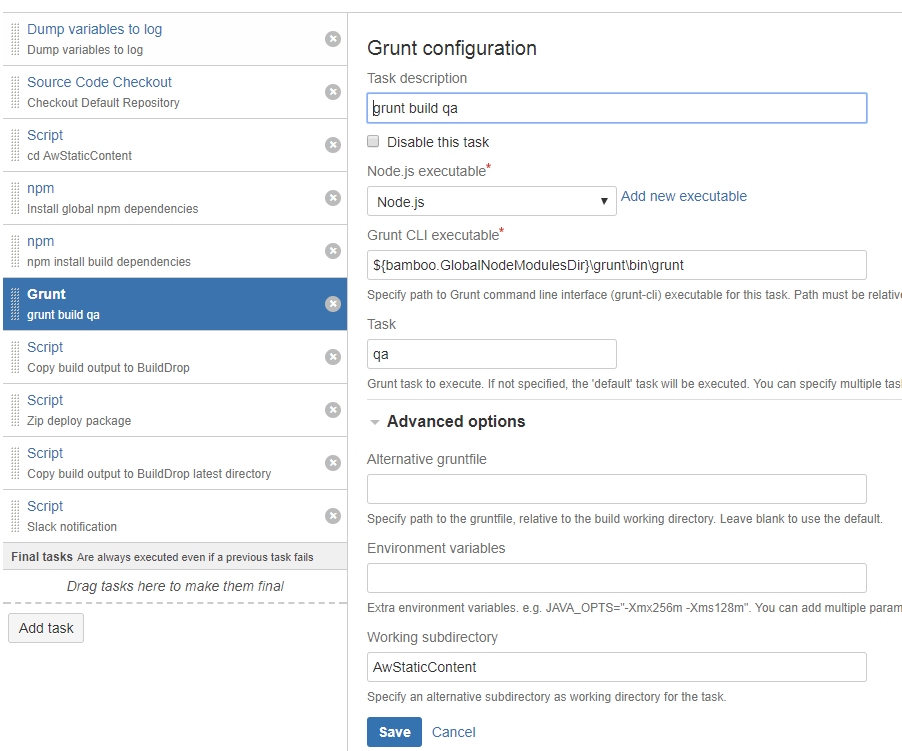 Dump variables to log
Dump variables to log
Source Code Checkout
Checkout Default Repository
Script
cd AwStaticContent
npm
Install global npm dependencies
npm
npm install build dependencies
Grunt
grunt build qa
Script
Copy build output to BuildDrop
Script
Zip deploy package
Script
Copy build output to BuildDrop latest directory
Script
Slack notification
Final tasks Are always executed even if a previous task fails
Drag tasks here to make them final
Add task
Grunt configuration
Task description
grunt build qa
Disable this task
Node.js executable*
Node.js
Add new executable
Grunt CLI executable*
${bamboo.GlobalNodeModulesDir}\grunt\bin\grunt
Specify path to Grunt command line interface (grunt-cli) executable for this task. Path must be relative
Task
qa
Grunt task to execute. If not specified, the 'default' task will be executed. You can specify multiple tas
Advanced options
Alternative gruntfile
Specify path to the gruntfile, relative to the build working directory. Leave blank to use the default.
Environment variables
Extra environment variables. e.g. JAVA_OPTS="-Xmx256m -Xms128m". You can add multiple param
Working subdirectory
AwStaticContent
Specify an alternative subdirectory as working directory for the task.
Save
Cancel